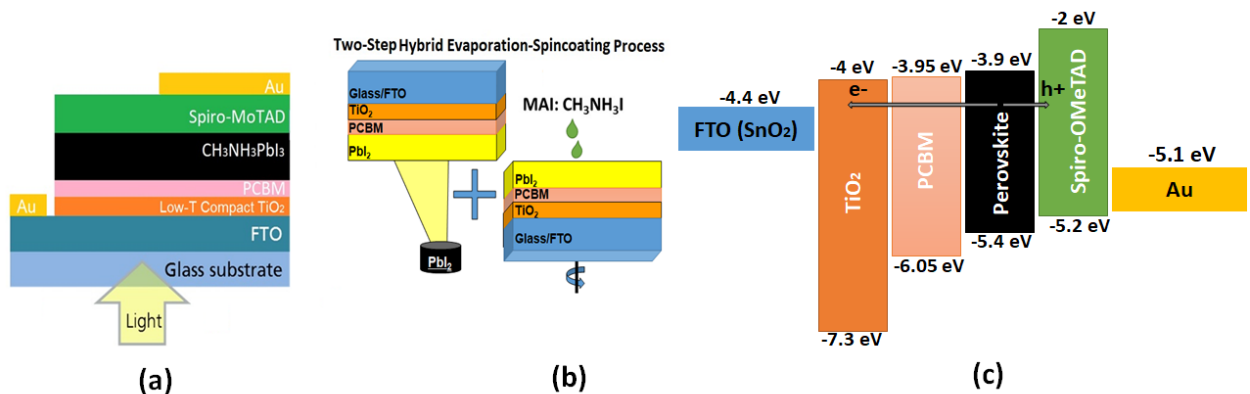 Au
Spiro-MoTAD
CH₃NH₃PbI₃
PCBM
Au
Low-T Compact TiO₂
FTO
Glass substrate
Light
(a)
Two-Step Hybrid Evaporation-Spincoating Process
Glass/FTO
TiO₂
PCBM
PbI₂
PbI₂
MAI: CH₃NH₃I
PbI₂
PCBM
TiO₂
Glass/FTO
(b)
-4.4 eV
FTO (SnO₂)
-4 eV
e-
TiO₂
-7.3 eV
-3.95 eV
PCBM
-6.05 eV
-3.9 eV
Perovskite
-5.4 eV
-2 eV
h+
Spiro-OMeTAD
-5.2 eV
-5.1 eV
Au
(c)